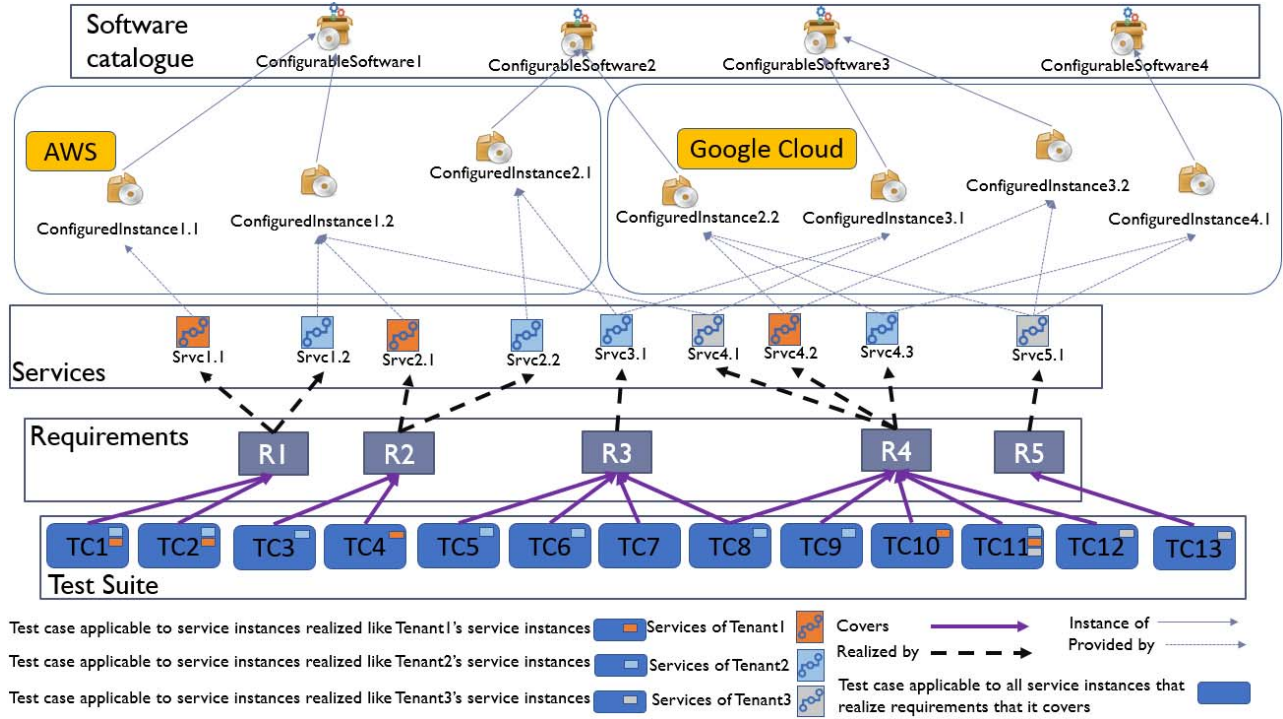 Software
catalogue
ConfigurableSoftware1
ConfigurableSoftware2
ConfigurableSoftware3
ConfigurableSoftware4
AWS
Google Cloud
ConfiguredInstance1.1
ConfiguredInstance1.2
ConfiguredInstance2.1
ConfiguredInstance2.2
ConfiguredInstance3.1
ConfiguredInstance3.2
ConfiguredInstance4.1
Services
Srvc1.1
Srvc1.2
Srvc2.1
Srvc2.2
Srvc3.1
Srvc4.1
Srvc4.2
Srvc4.3
Srvc5.1
Requirements
R1
R2
R3
R4
R5
TC1
TC2
TC3
TC4
TC5
TC6
TC7
TC8
TC9
TC10
TC11
TC12
TC13
Test Suite
Test case applicable to service instances realized like Tenant1's service instances
Services of Tenant1
Covers
Instance of
Realized by
Provided by
Test case applicable to service instances realized like Tenant2's service instances
Services of Tenant2
Test case applicable to service instances realized like Tenant3's service instances
Services of Tenant3
Test case applicable to all service instances that
realize requirements that it covers